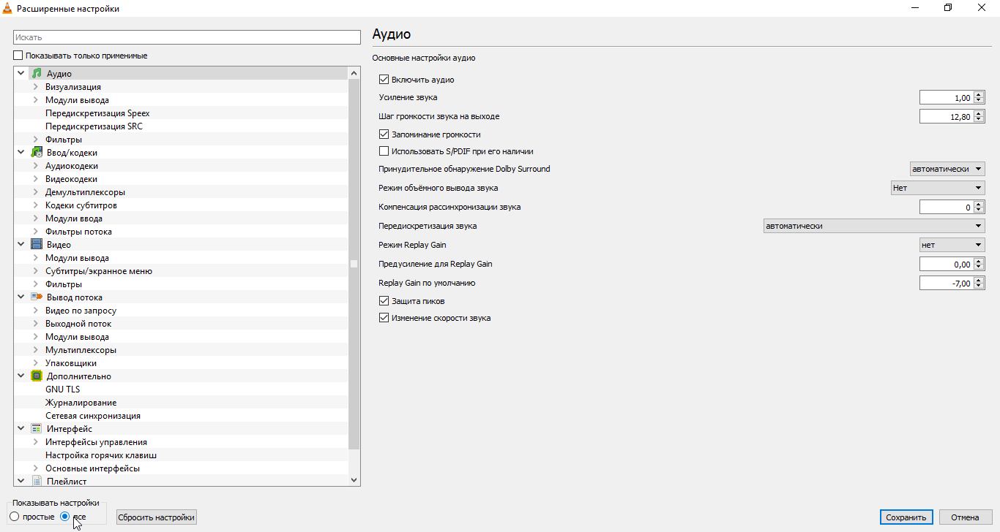 Расширенные настройки
Искать
Показывать только применимые
Аудио
Визуализация
Модули вывода
Передискретизация Speex
Передискретизация SRC
Фильтры
Ввод/кодеки
Аудиокодеки
Видеокодеки
Демультиплексоры
Кодеки субтитров
Модули ввода
Фильтры потока
Видео
Модули вывода
Субтитры/экранное меню
Фильтры
Вывод потока
Видео по запросу
Выходной поток
Модули вывода
Мультиплексоры
Упаковщики
Дополнительно
GNU TLS
Журналирование
Сетевая синхронизация
Интерфейс
Интерфейсы управления
Настройка горячих клавиш
Основные интерфейсы
Плейлист
Показывать настройки
простые все
Сбросить настройки
Аудио
Основные настройки аудио
Включить аудио
Усиление звука 1,00
Шаг громкости звука на выходе 12,80
Запоминание громкости
Использовать S/PDIF при его наличии
Принудительное обнаружение Dolby Surround автоматически
Режим объёмного вывода звука Нет
Компенсация рассинхронизации звука 0
Передискретизация звука автоматически
Режим Replay Gain нет
Предусиление для Replay Gain 0,00
Replay Gain по умолчанию -7,00
Защита пиков
Изменение скорости звука
Сохранить Отмена